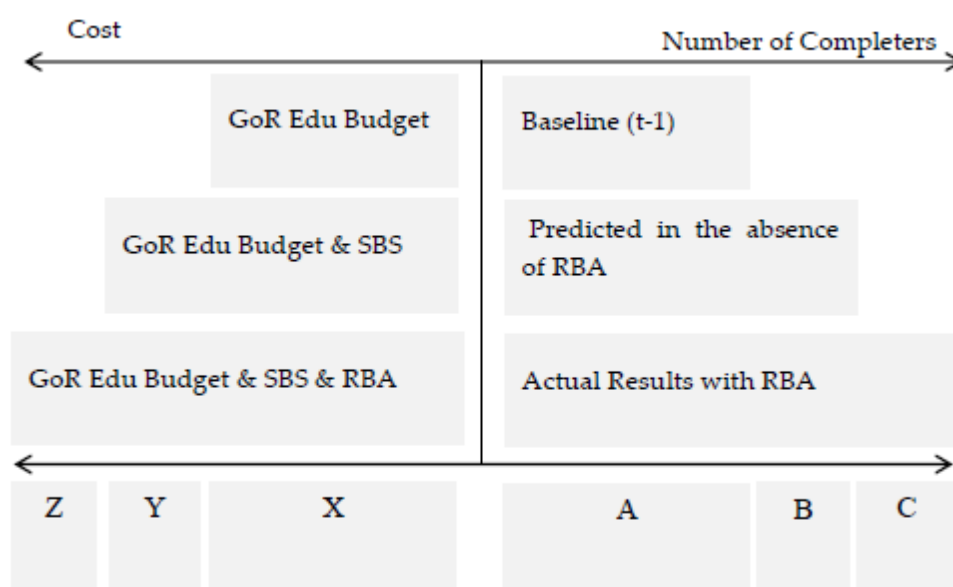 Cost
Number of Completers
GoR Edu Budget
Baseline (t-1)
GoR Edu Budget & SBS
Predicted in the absence
of RBA
GoR Edu Budget & SBS & RBA
Actual Results with RBA
Z
Y
X
A
B
C